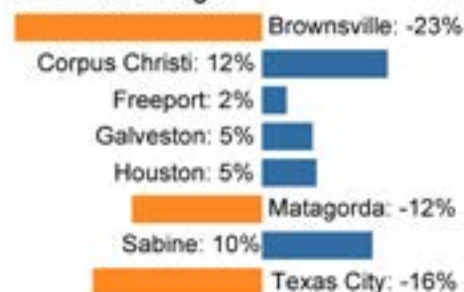 Brownsville: -23%
Corpus Christi: 12%
Freeport: 2%
Galveston: 5%
Houston: 5%
Matagorda: -12%
Sabine: 10%
Texas City: -16%